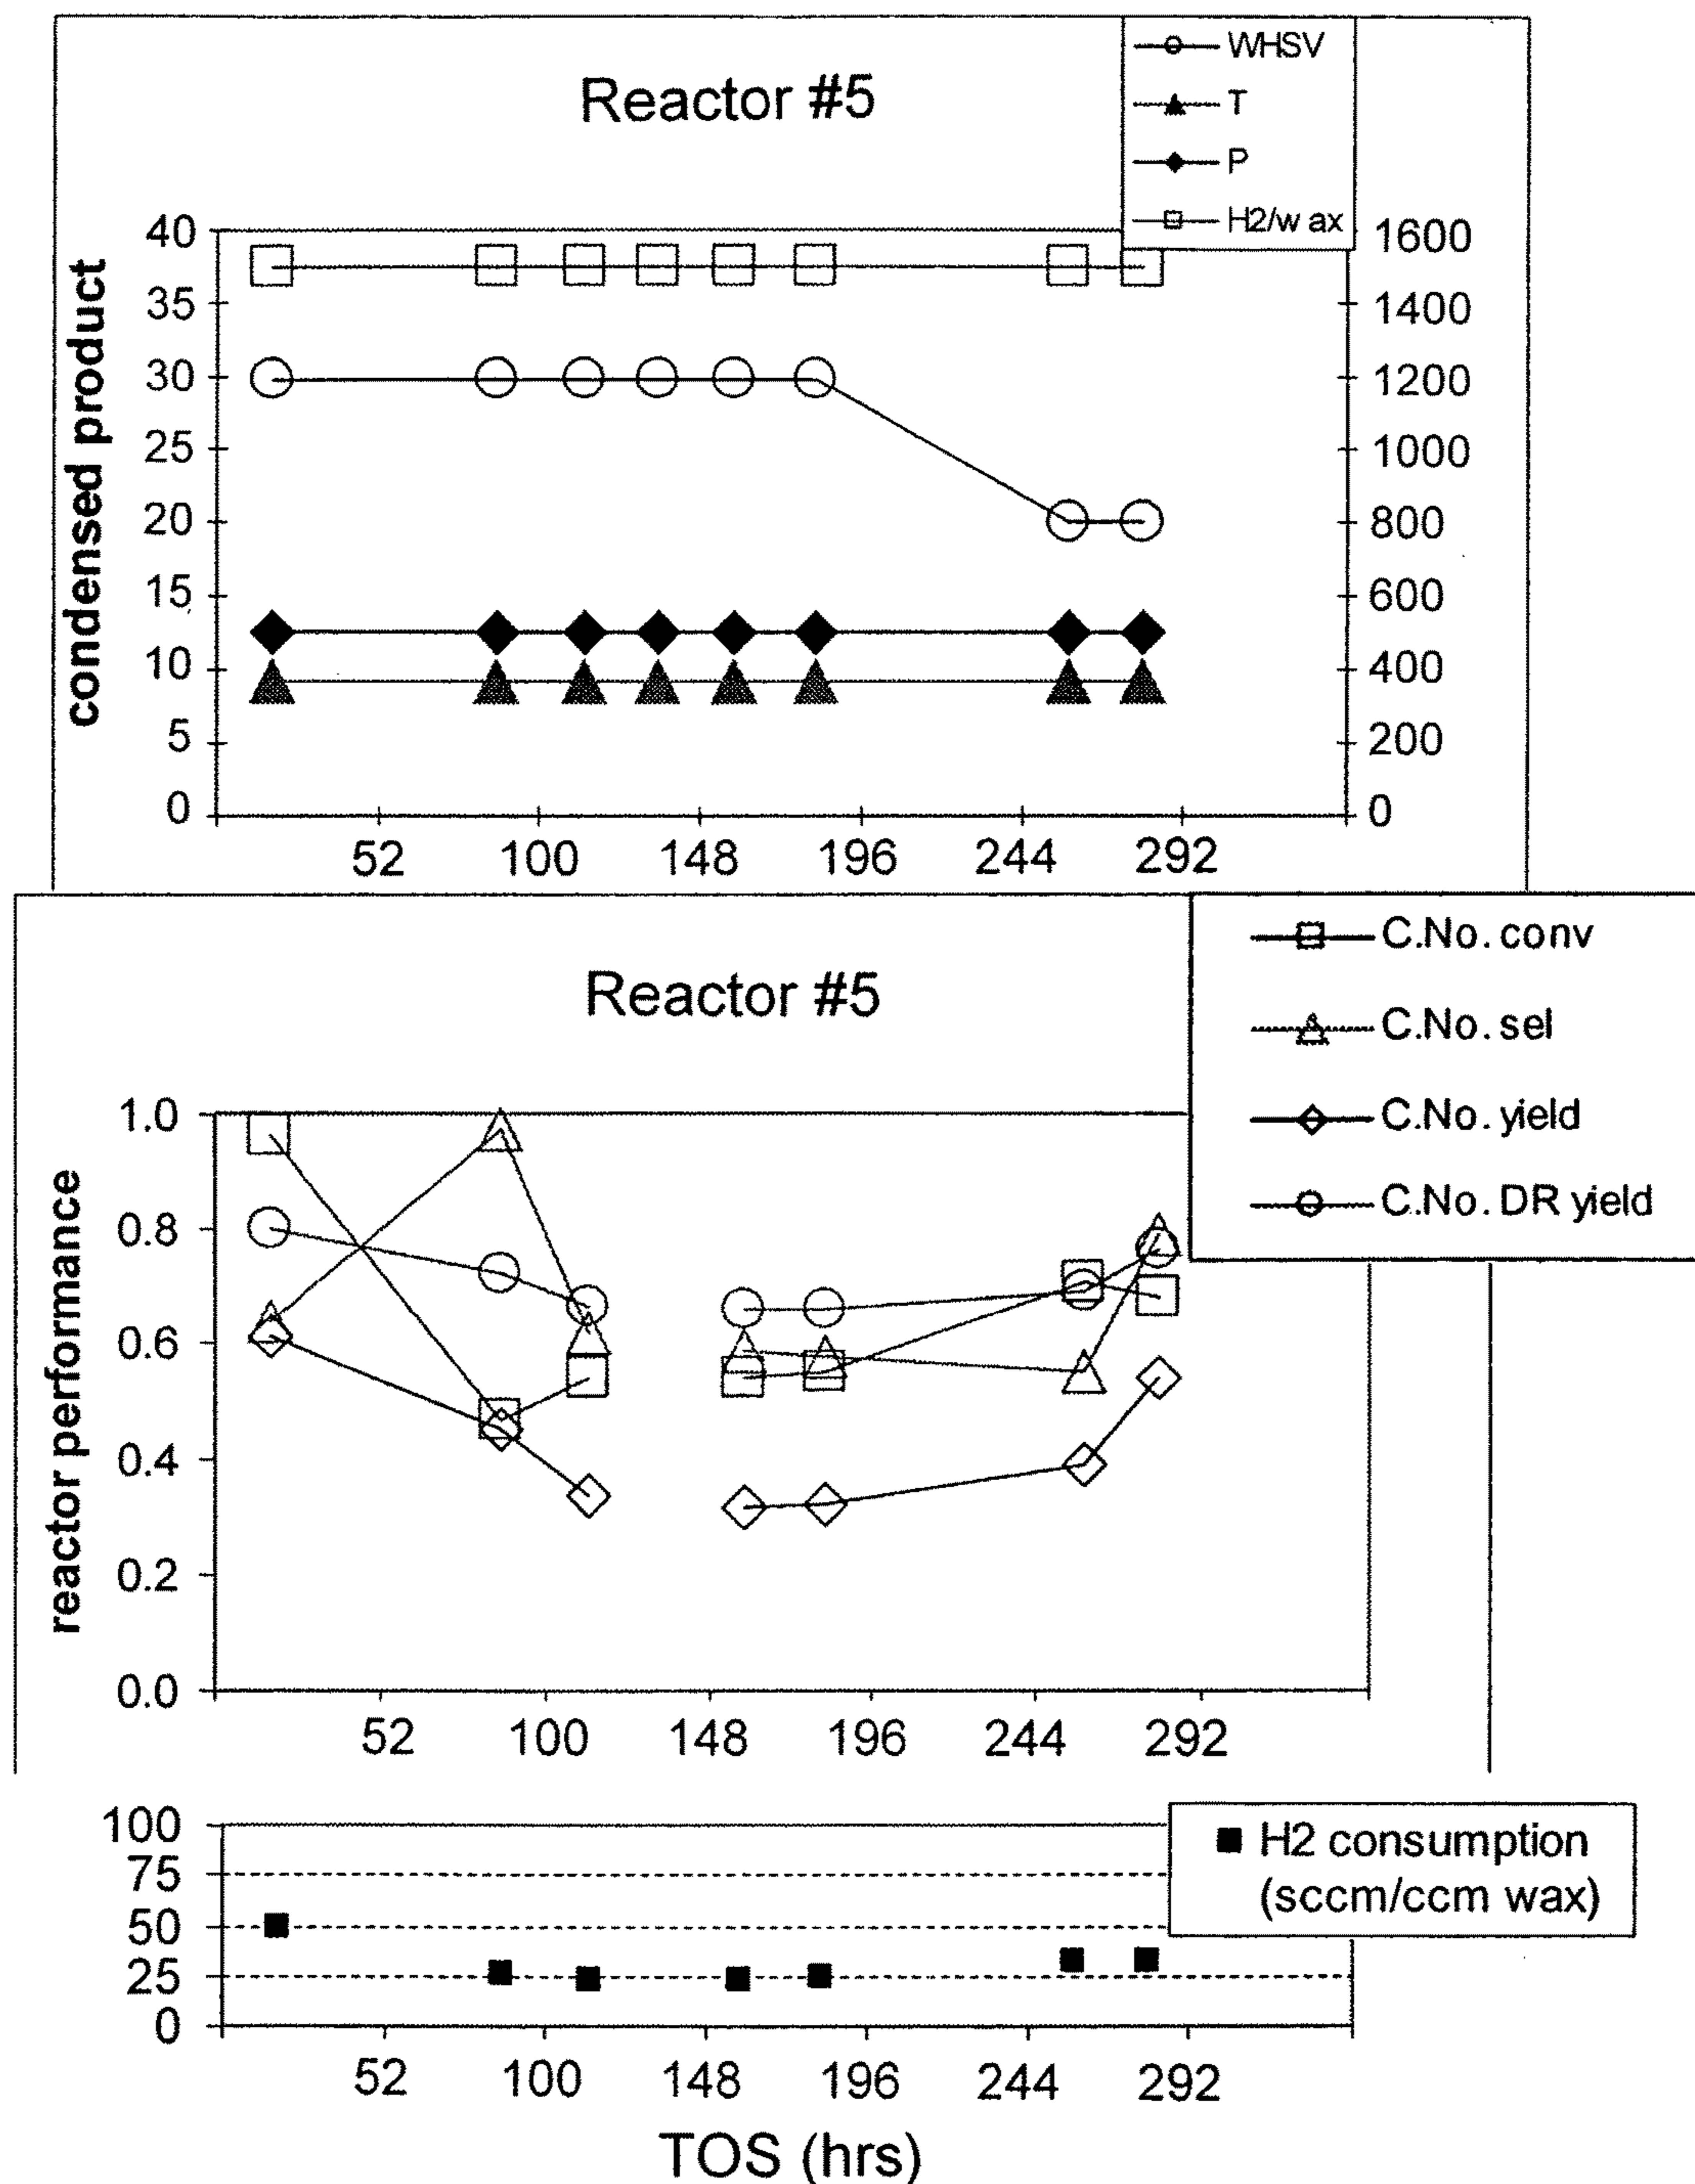 WHSV
T
P
H2/w ax
Reactor #5
condensed product
40
35
30
25
20
15
10
5
0
1600
1400
1200
1000
800
600
400
200
0
52 100 148 196 244 292
C.No. conv
C.No. sel
C.No. yield
C.No. DR yield
Reactor #5
reactor performance
1.0
0.8
0.6
0.4
0.2
0.0
52 100 148 196 244 292
100
75
50
25
0
H2 consumption
(sccm/ccm wax)
52 100 148 196 244 292
TOS (hrs)